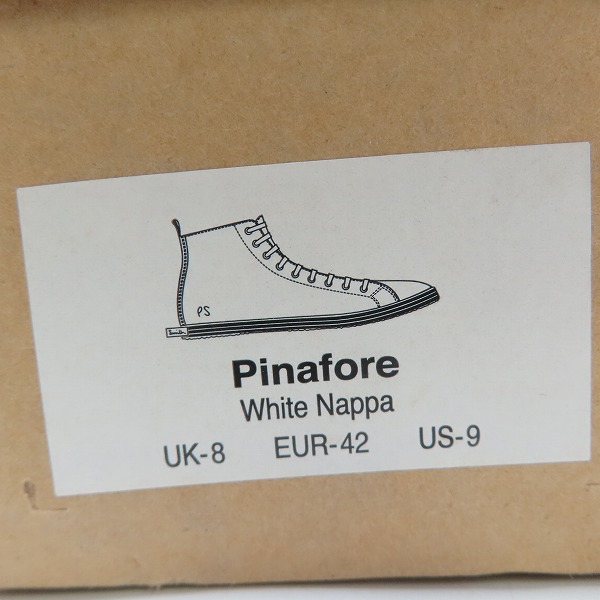 PS
Pinafore
White Nappa
UK-8 EUR-42 US-9